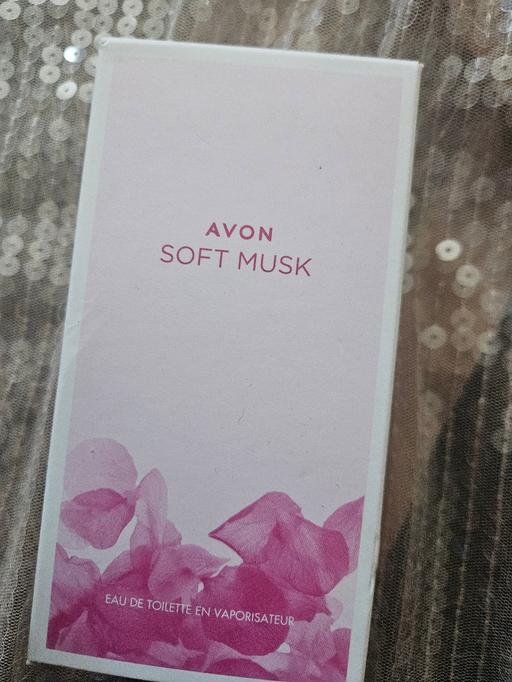 AVON
SOFT MUSK
EAU DE TOILETTE EN VAPORISATEUR